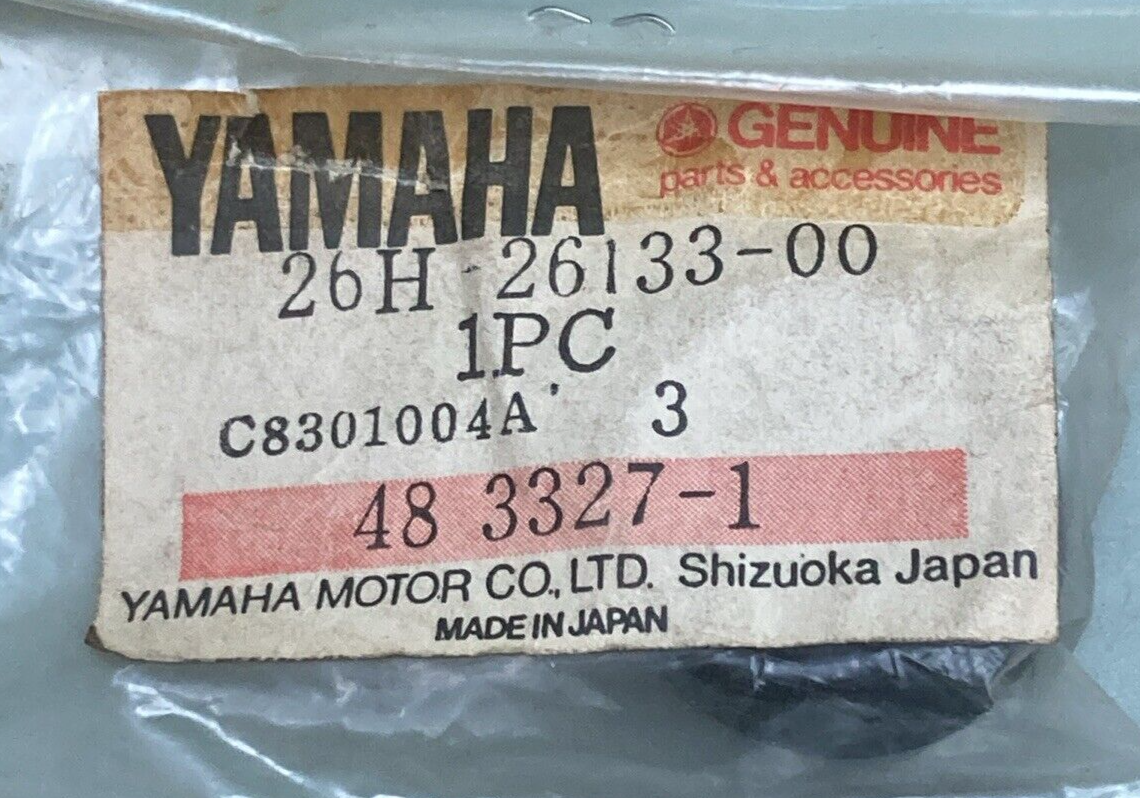 YAMAHA
GENUINE
parts & accessories
26H-26133-00
1PC
C8301004A 3
48 3327-1
YAMAHA MOTOR CO., LTD. Shizuoka Japan
MADE IN JAPAN